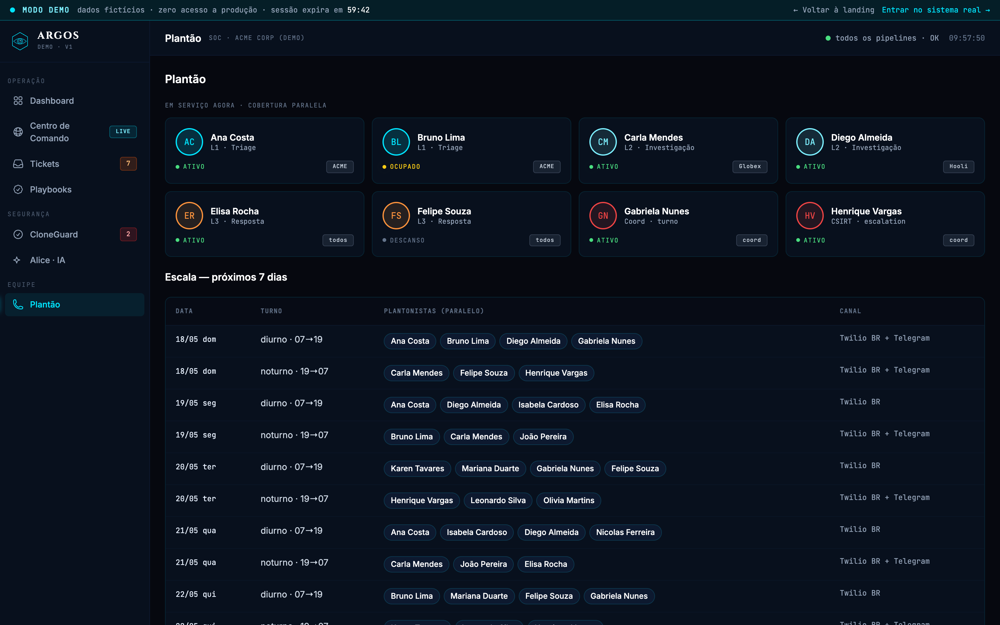 MODO DEMO dados fictícios · zero acesso a produção · sessão expira em 59:42
← Voltar à landing Entrar no sistema real →
ARGOS
DEMO · V1
OPERAÇÃO
Dashboard
Centro de
Comando
LIVE
Tickets 7
Playbooks
SEGURANÇA
CloneGuard 2
Alice · IA
EQUIPE
Plantão
Plantão SOC · ACME CORP (DEMO)
todos os pipelines · OK 09:57:50
Plantão
EM SERVIÇO AGORA · COBERTURA PARALELA
AC Ana Costa
L1 · Triage
ATIVO ACME
BL Bruno Lima
L1 · Triage
OCUPADO ACME
CM Carla Mendes
L2 · Investigação
ATIVO Globex
DA Diego Almeida
L2 · Investigação
ATIVO Hooli
ER Elisa Rocha
L3 · Resposta
ATIVO todos
FS Felipe Souza
L3 · Resposta
DESCANSO todos
GN Gabriela Nunes
Coord · turno
ATIVO coord
HV Henrique Vargas
CSIRT · escalation
ATIVO coord
Escala — próximos 7 dias
DATA TURNO PLANTONISTAS (PARALELO) CANAL
18/05 dom diurno · 07→19 Ana Costa Bruno Lima Diego Almeida Gabriela Nunes Twilio BR + Telegram
18/05 dom noturno · 19→07 Carla Mendes Felipe Souza Henrique Vargas Twilio BR + Telegram
19/05 seg diurno · 07→19 Ana Costa Diego Almeida Isabela Cardoso Elisa Rocha Twilio BR
19/05 seg noturno · 19→07 Bruno Lima Carla Mendes João Pereira Twilio BR + Telegram
20/05 ter diurno · 07→19 Karen Tavares Mariana Duarte Gabriela Nunes Felipe Souza Twilio BR
20/05 ter noturno · 19→07 Henrique Vargas Leonardo Silva Olivia Martins Twilio BR + Telegram
21/05 qua diurno · 07→19 Ana Costa Isabela Cardoso Diego Almeida Nicolas Ferreira Twilio BR
21/05 qua noturno · 19→07 Carla Mendes João Pereira Elisa Rocha Twilio BR + Telegram
22/05 qui diurno · 07→19 Bruno Lima Mariana Duarte Felipe Souza Gabriela Nunes Twilio BR
22/05 qui noturno · 19→07 Twilio BR + Telegram